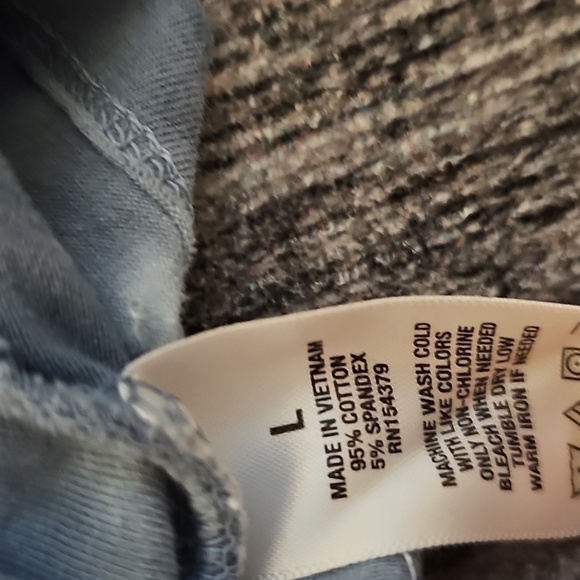 L
MADE IN VIETNAM
95% COTTON
5% SPANDEX
RN154379
MACHINE WASH COLD
WITH LIKE COLORS
WITH NON-CHLORINE
ONLY WHEN NEEDED
BLEACH
TUMBLE DRY LOW
WARM IRON IF NEEDED